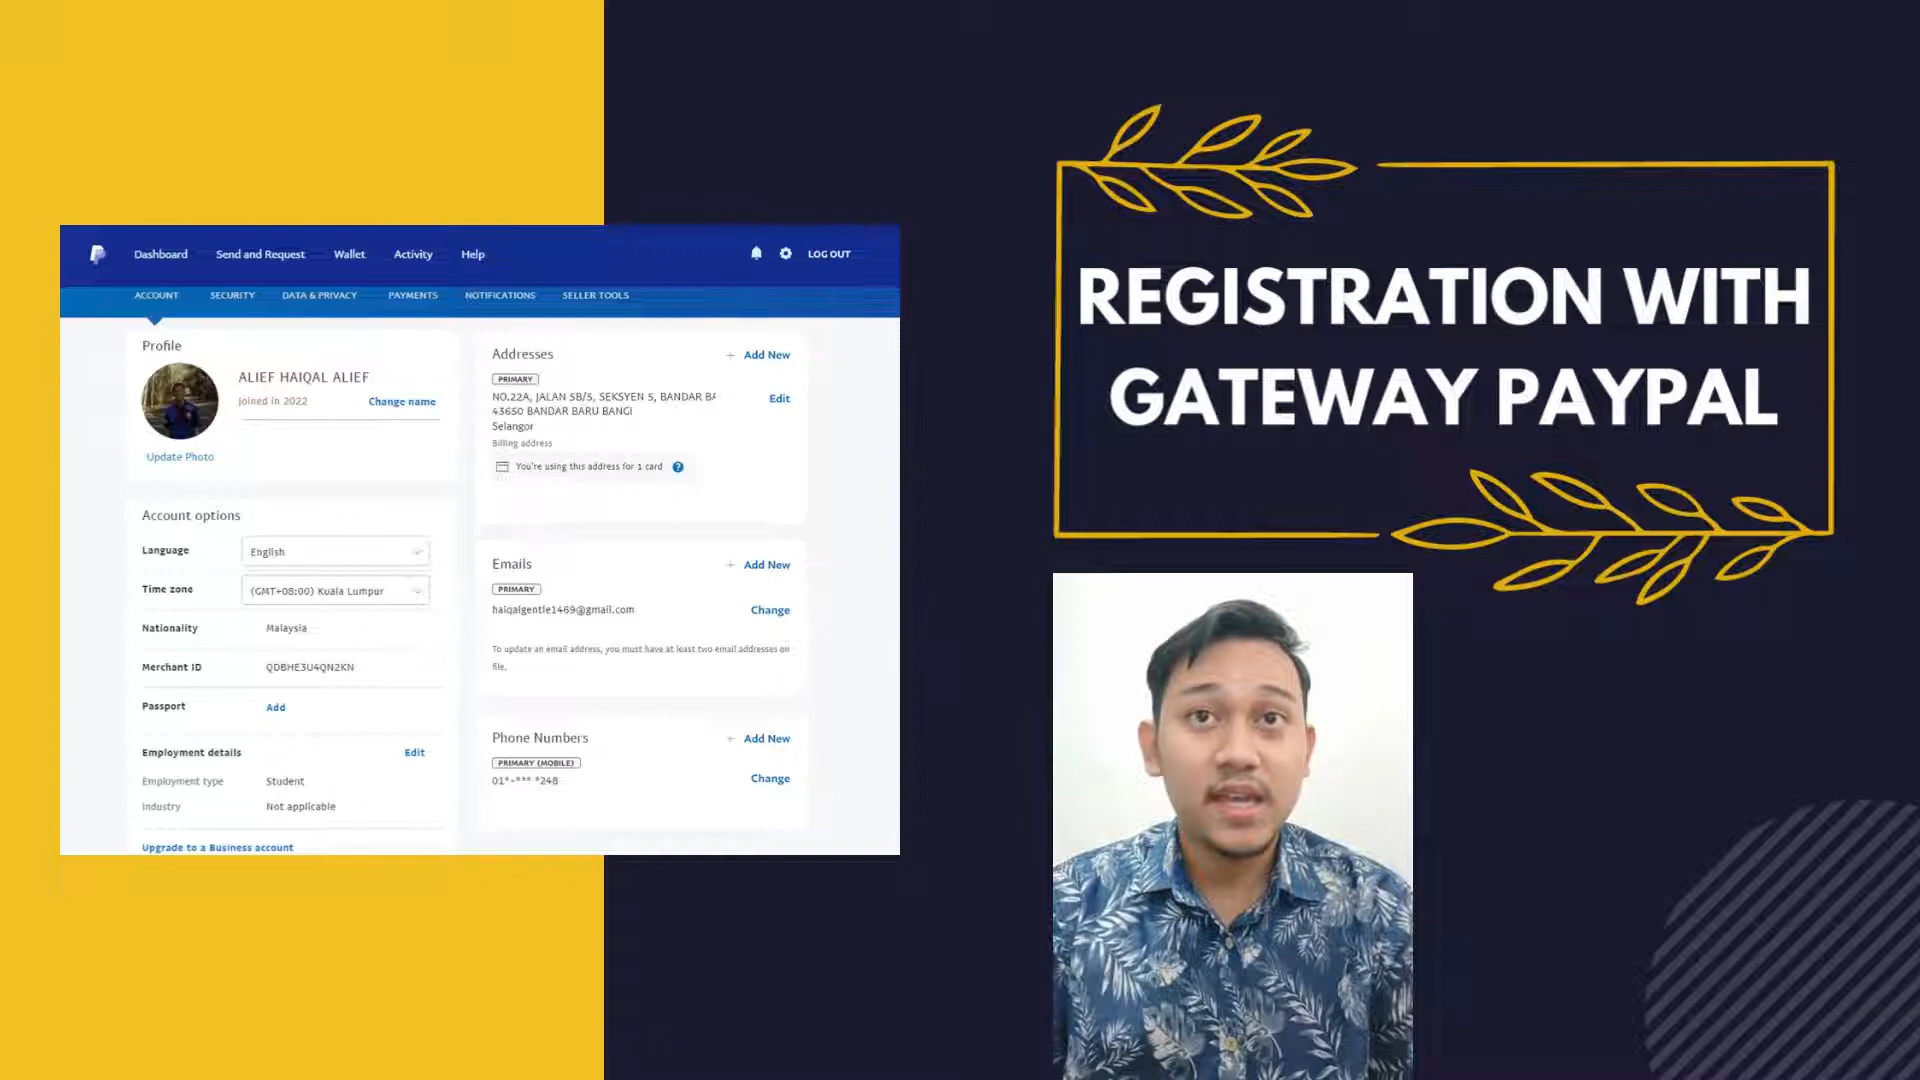 Dashboard
Send and Request
Wallet
Activity
Help
LOG OUT
ACCOUNT
SECURITY
DATA & PRIVACY
PAYMENTS
NOTIFICATIONS
SELLER TOOLS
Profile
ALIEF HAIQAL ALIEF
Joined in 2022
Change name
Update Photo
Account options
Language
English
Time zone
(GMT+08:00) Kuala Lumpur
Nationality
Malaysia
Merchant ID
QDBHE3U4QN2KN
Passport
Add
Employment details
Edit
Employment type
Student
Industry
Not applicable
Upgrade to a Business account
Addresses
+ Add New
PRIMARY
NO.22A, JALAN 5B/5, SEKSYEN 5, BANDAR BA
Edit
43650 BANDAR BARU BANGI
Selangor
Billing address
You're using this address for 1 card ?
Emails
+ Add New
PRIMARY
haiqalgentle1469@gmail.com
Change
To update an email address, you must have at least two email addresses on
file.
Phone Numbers
+ Add New
PRIMARY (MOBILE)
01*-*** *248
Change
REGISTRATION WITH
GATEWAY PAYPAL